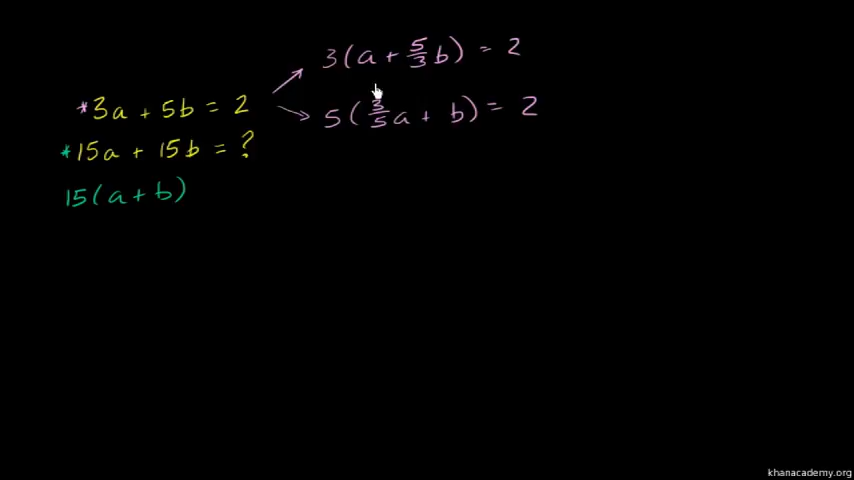 3(a + 5/3 b) = 2
*3a + 5b = 2
5(3/5 a + b) = 2
*15a + 15b = ?
15(a + b)
khanacademy.org